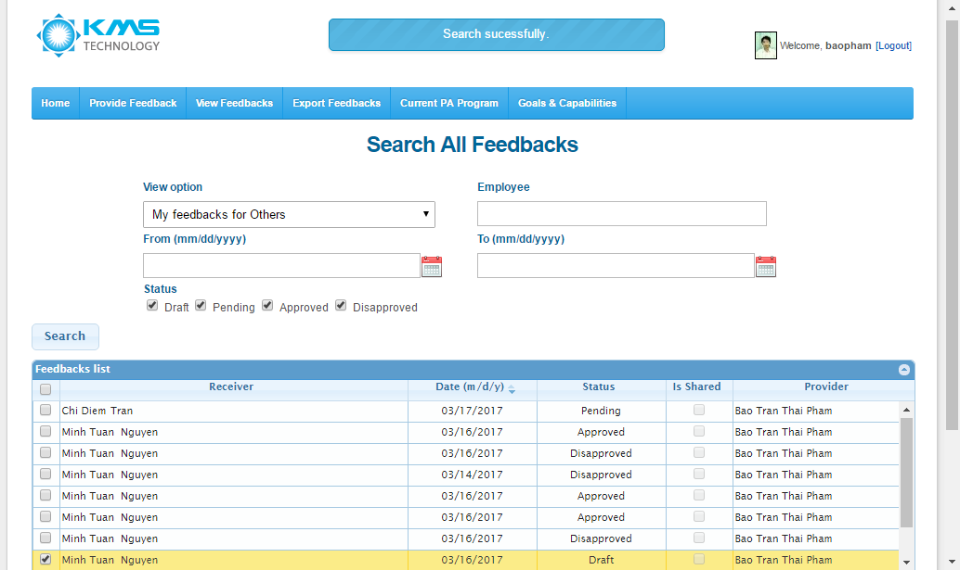 KMS
TECHNOLOGY
Search sucessfully.
Welcome, baopham [Logout]
Home Provide Feedback View Feedbacks Export Feedbacks Current PA Program Goals & Capabilities
Search All Feedbacks
View option Employee
My feedbacks for Others
From (mm/dd/yyyy) To (mm/dd/yyyy)
Status
Draft Pending Approved Disapproved
Search
Feedbacks list
Receiver Date (m/d/y) Status Is Shared Provider
Chi Diem Tran 03/17/2017 Pending Bao Tran Thai Pham
Minh Tuan Nguyen 03/16/2017 Approved Bao Tran Thai Pham
Minh Tuan Nguyen 03/16/2017 Disapproved Bao Tran Thai Pham
Minh Tuan Nguyen 03/14/2017 Disapproved Bao Tran Thai Pham
Minh Tuan Nguyen 03/16/2017 Approved Bao Tran Thai Pham
Minh Tuan Nguyen 03/16/2017 Approved Bao Tran Thai Pham
Minh Tuan Nguyen 03/16/2017 Disapproved Bao Tran Thai Pham
Minh Tuan Nguyen 03/16/2017 Draft Bao Tran Thai Pham